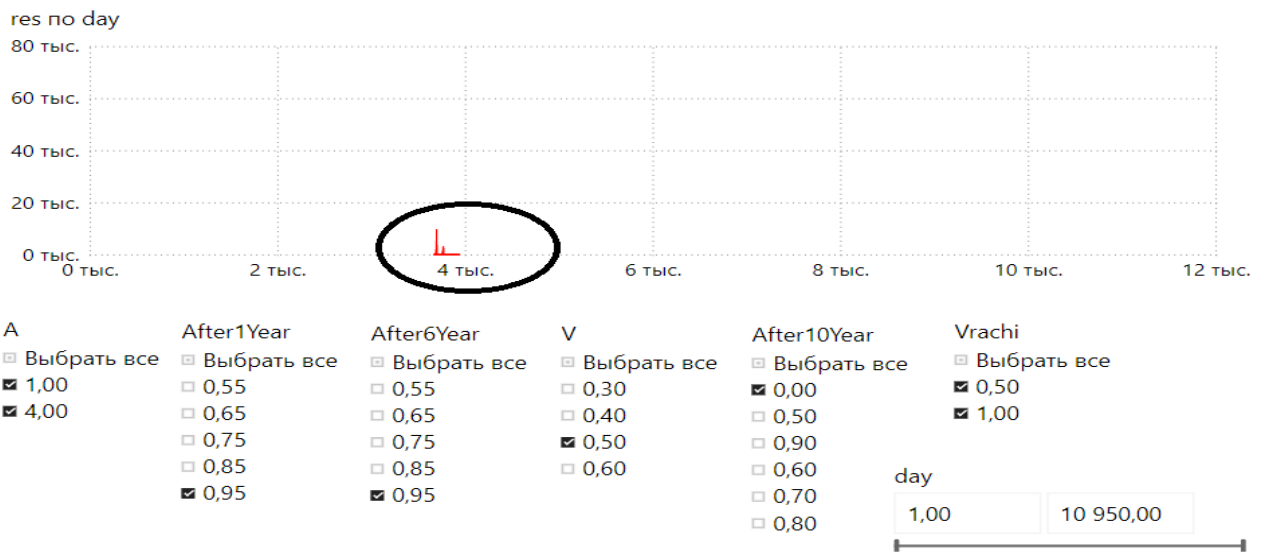 res по day
80 тыс.
60 тыс.
40 тыс.
20 тыс.
0 тыс.
0 тыс. 2 тыс. 4 тыс. 6 тыс. 8 тыс. 10 тыс. 12 тыс.
A
Выбрать все
1,00
4,00
After1Year
Выбрать все
0,55
0,65
0,75
0,85
0,95
After6Year
Выбрать все
0,55
0,65
0,75
0,85
0,95
V
Выбрать все
0,30
0,40
0,50
0,60
After10Year
Выбрать все
0,00
0,50
0,90
0,60
0,70
0,80
Vrachi
Выбрать все
0,50
1,00
day
1,00 10 950,00